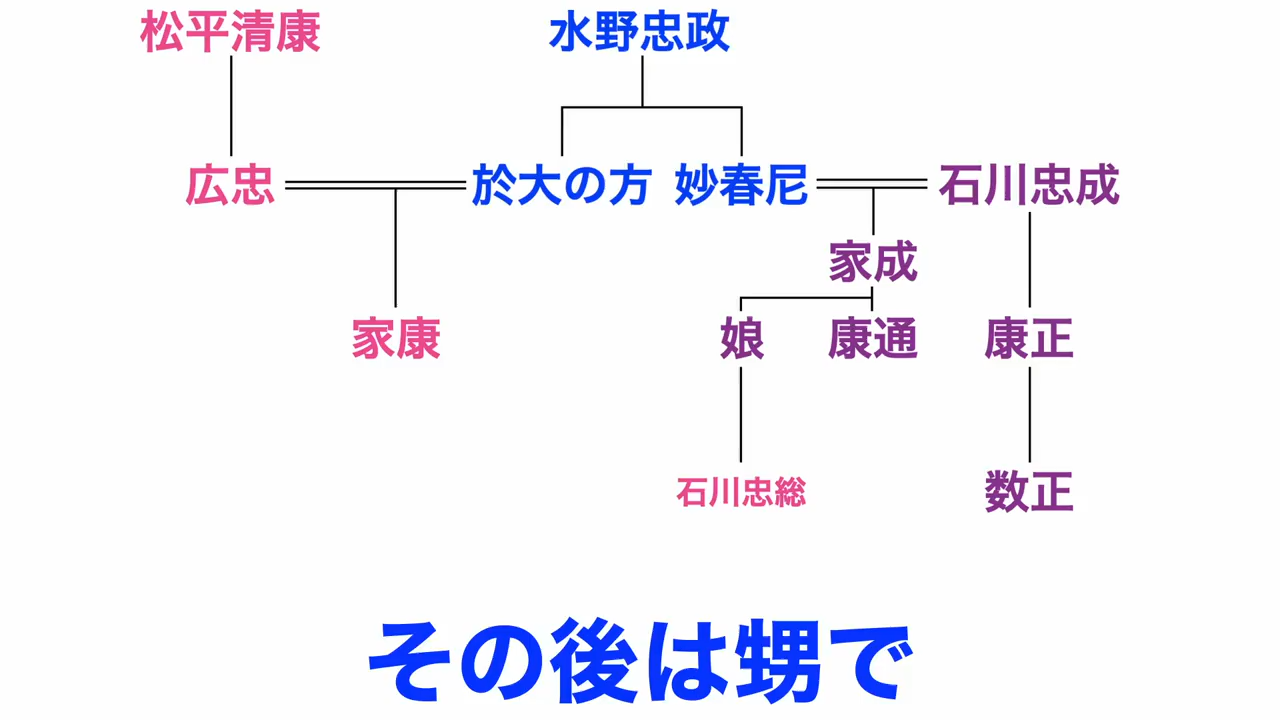 松平清康 水野忠政
広忠 於大の方 妙春尼 石川忠成
家成
家康 娘 康通 康正
石川忠総 数正
その後は甥で